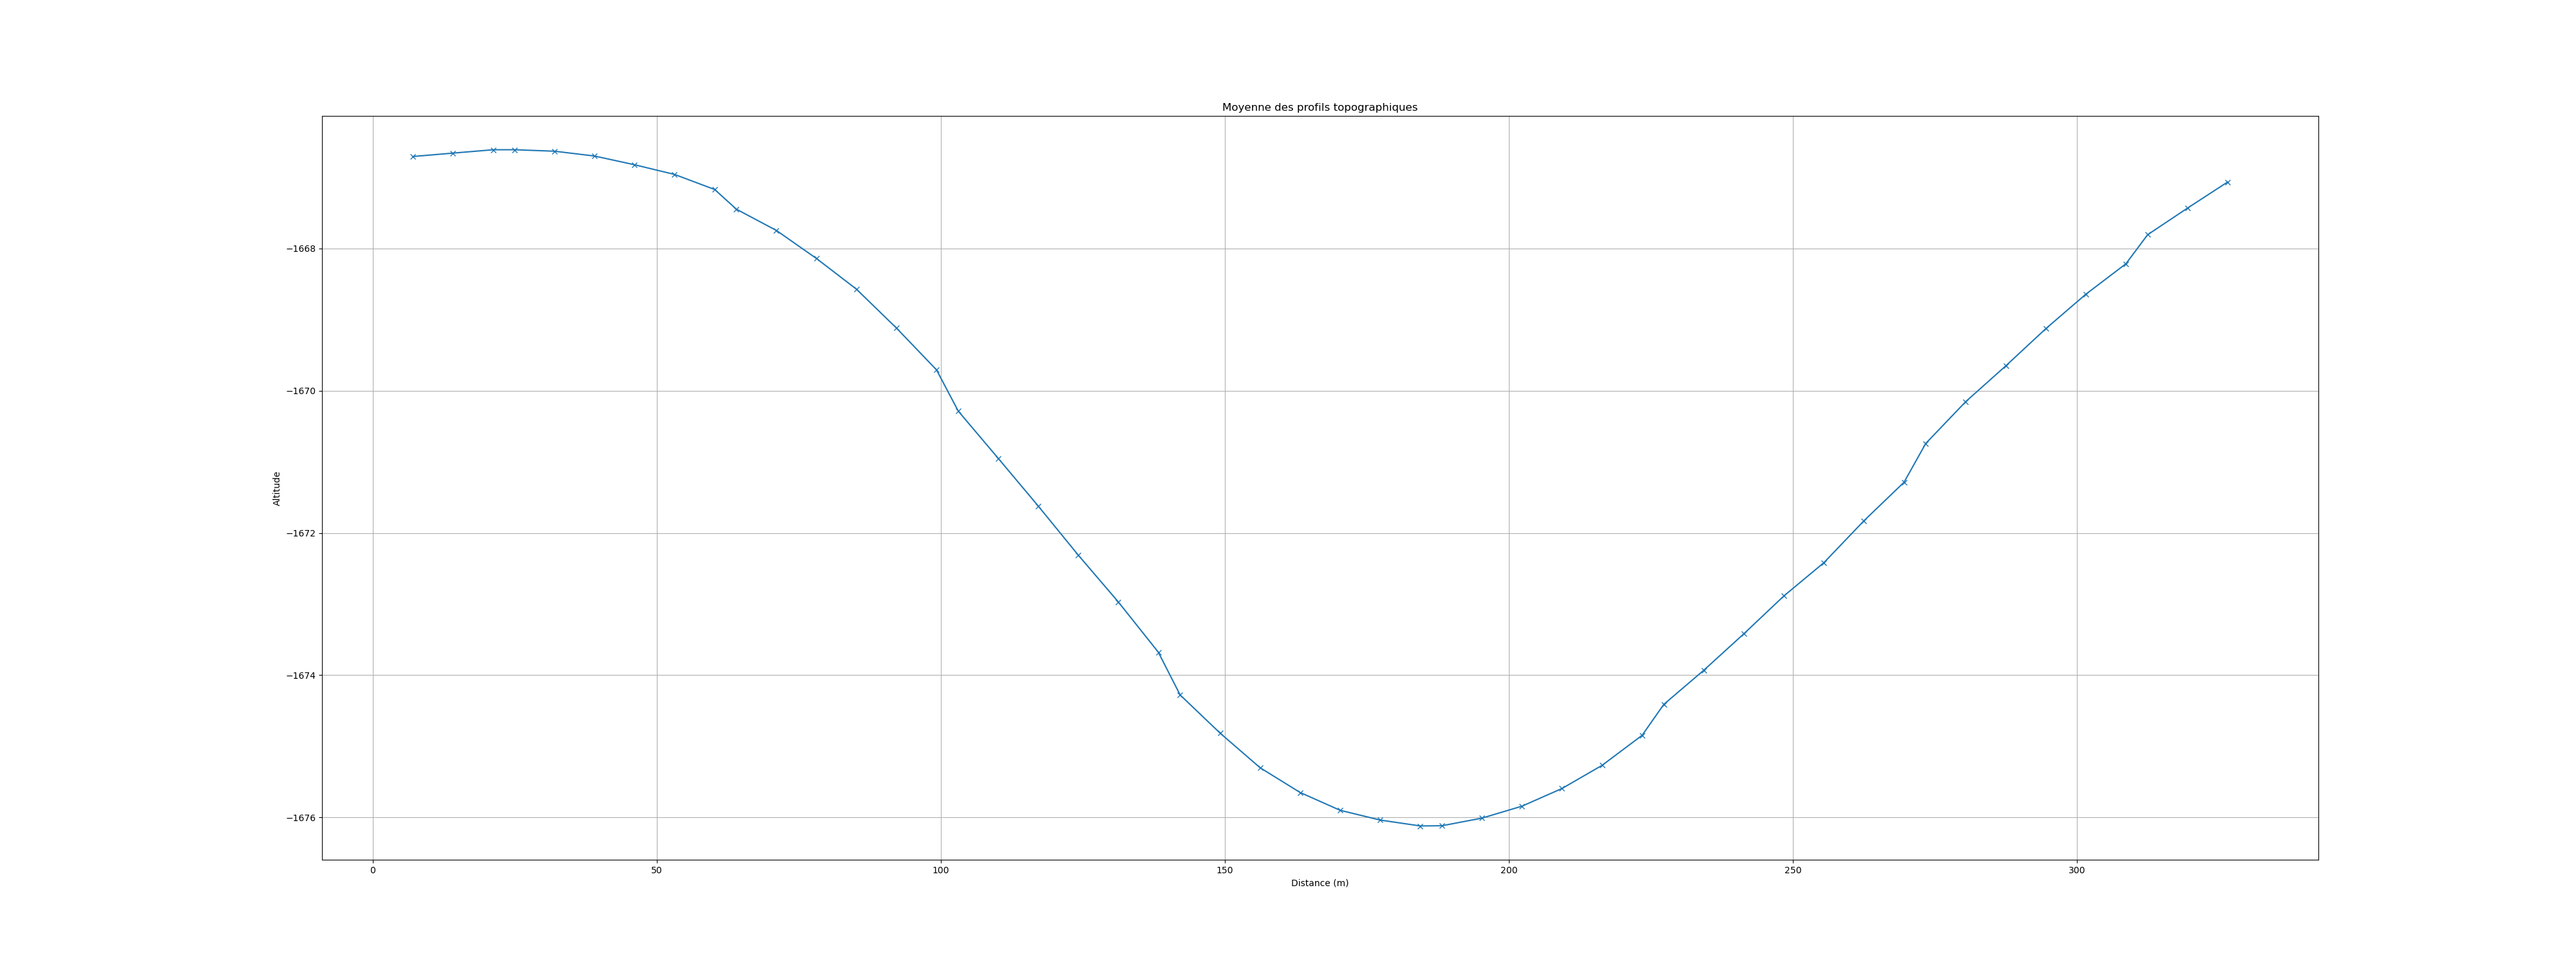 Moyenne des profils topographiques
−1668
−1670
−1672
−1674
−1676
Altitude
0 50 100 150 200 250 300
Distance (m)